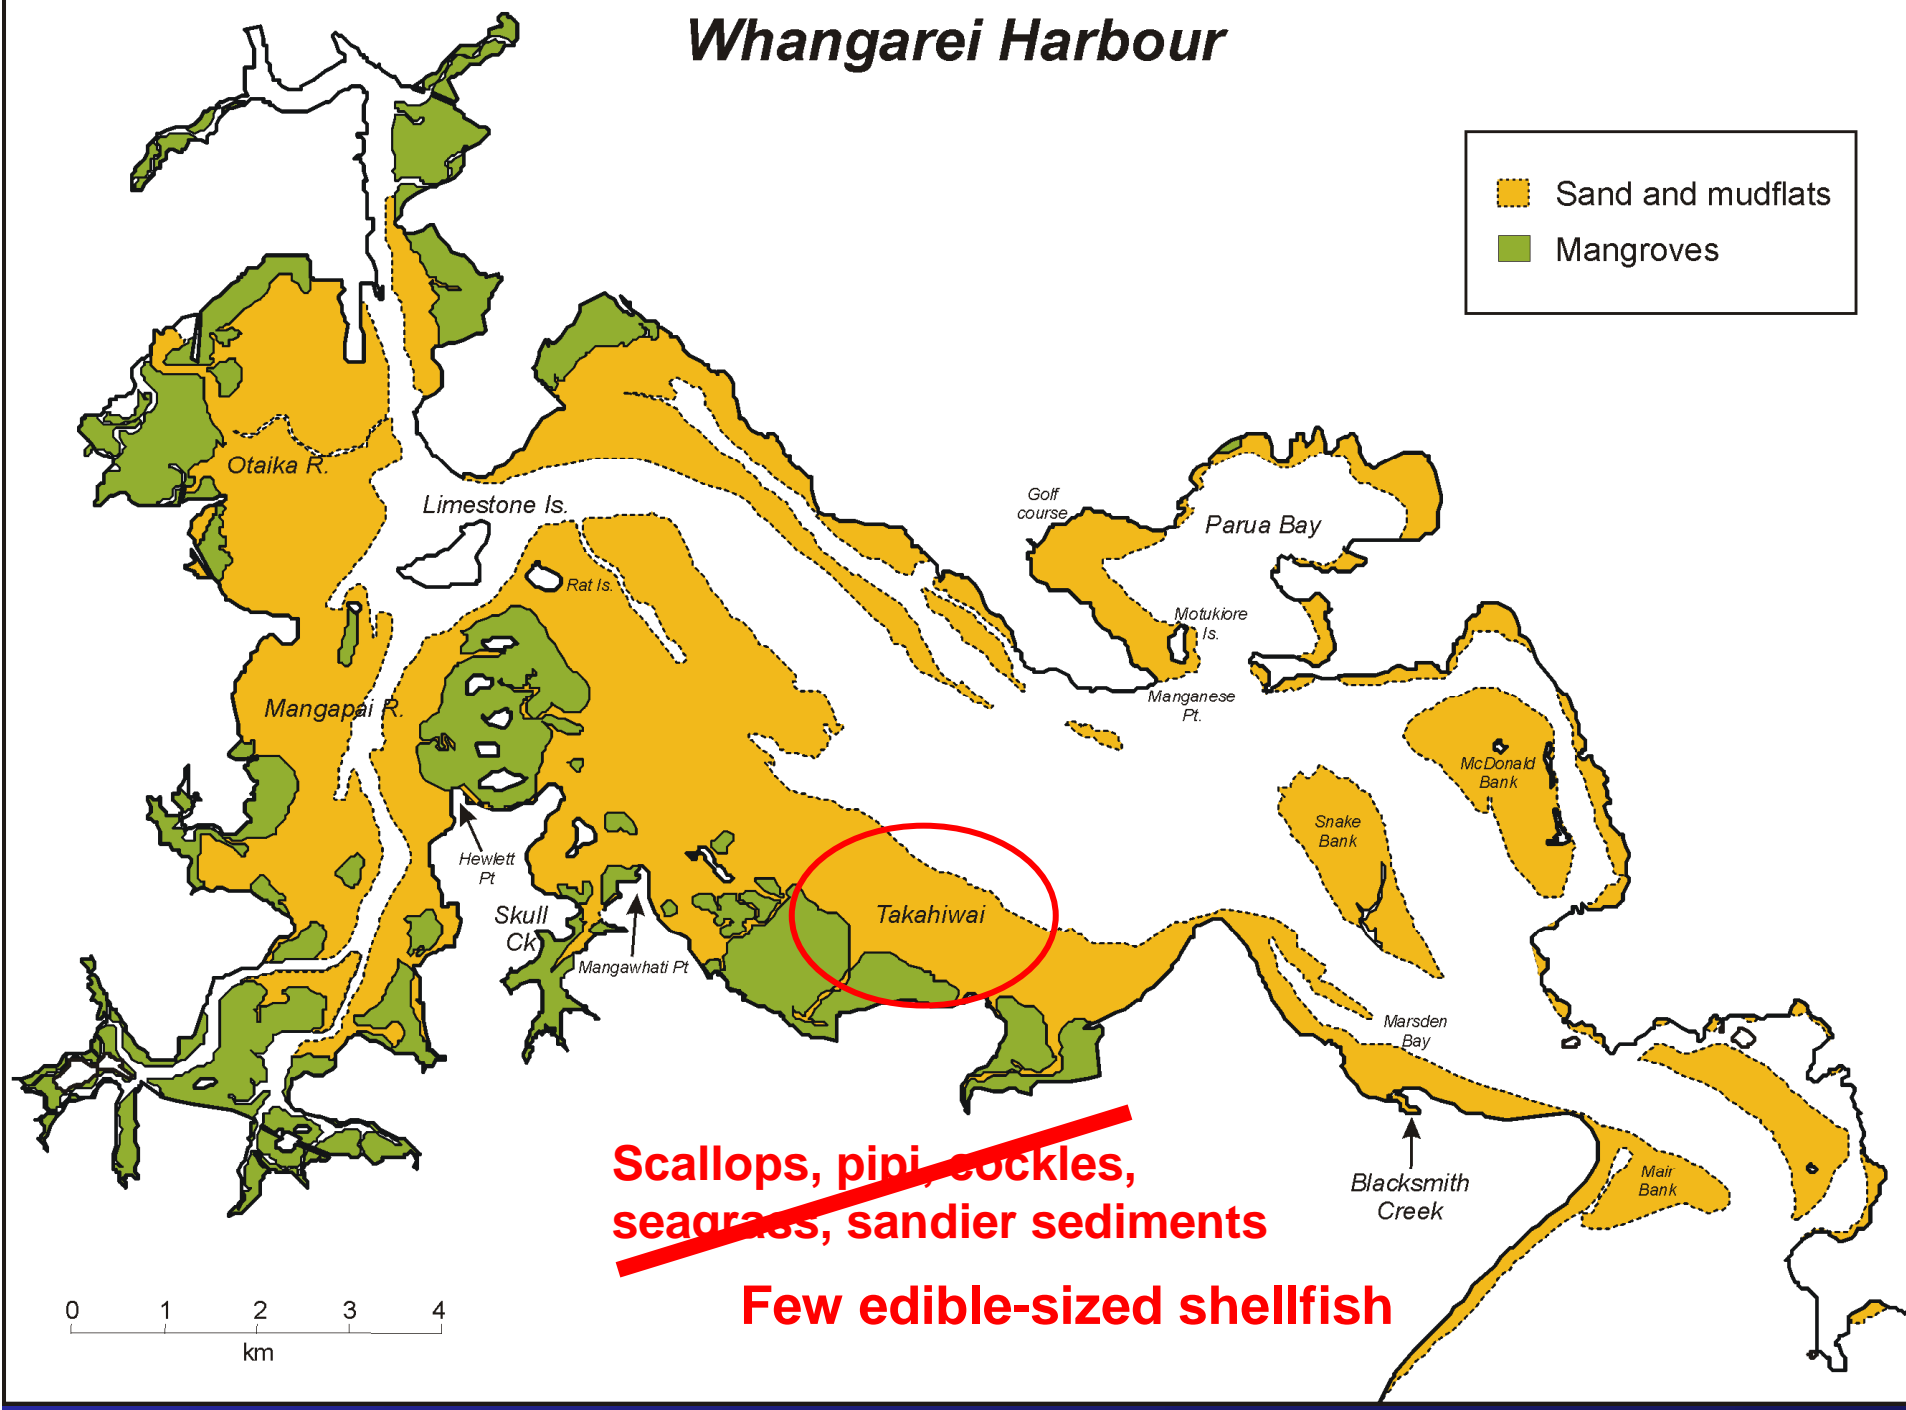 Whangarei Harbour
Sand and mudflats
Mangroves
Otaika R.
Limestone Is.
Golf
course
Parua Bay
Rat Is.
Motukiore
Is.
Mangapai R.
Manganese
Pt.
McDonald
Bank
Snake
Bank
Hewlett
Pt
Skull
Ck
Takahiwai
Mangawhati Pt
Marsden
Bay
Blacksmith
Creek
Mair
Bank
Scallops, pipi, cockles,
seagrass, sandier sediments
Few edible-sized shellfish
0 1 2 3 4
km